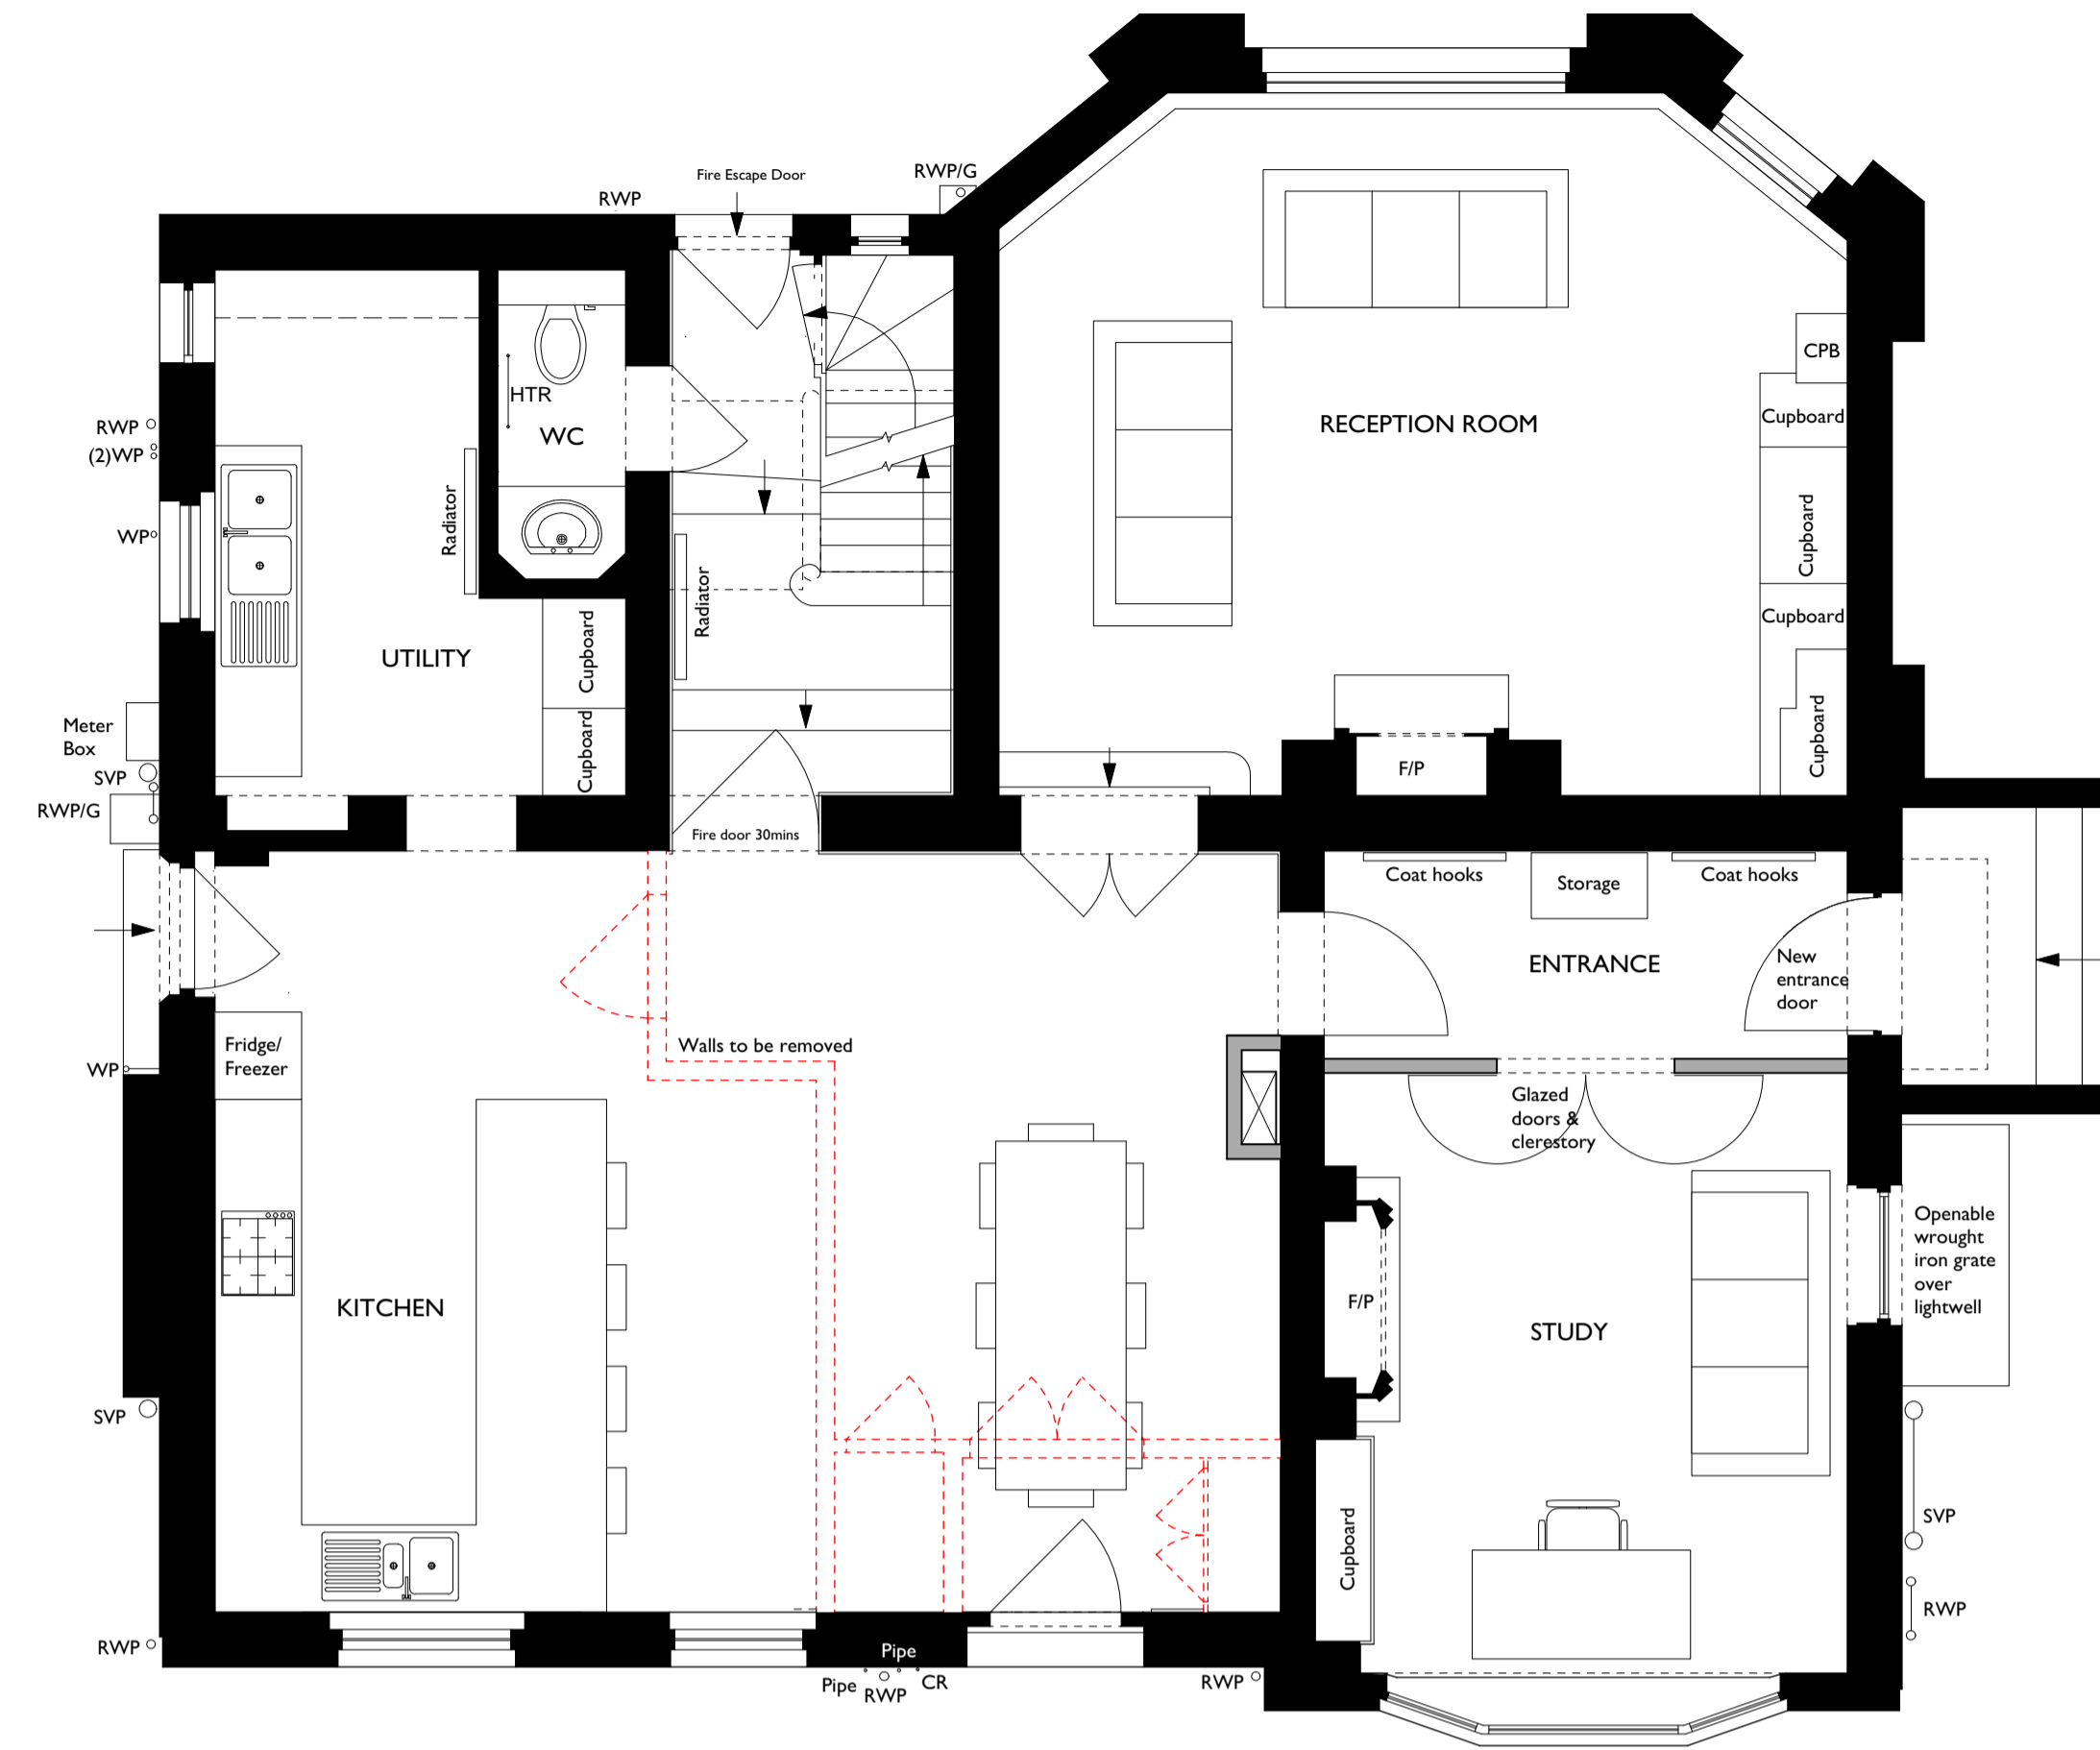 Fire Escape Door
RWP/G
RWP
CPB
HTR
Cupboard
RECEPTION ROOM
RWP
WC
(2)WP
Radiator
Cupboard
WP
Radiator
Cupboard
Cupboard
UTILITY
Meter
Box
Cupboard
Cupboard
SVP
F/P
RWP/G
Fire door 30mins
Coat hooks
Storage
Coat hooks
ENTRANCE
New
entrance
door
Fridge/
Freezer
Walls to be removed
WP
Glazed
doors &
clerestory
Openable
wrought
iron grate
over
lightwell
KITCHEN
F/P
STUDY
SVP
SVP
Cupboard
RWP
RWP
Pipe
Pipe
RWP
CR
RWP